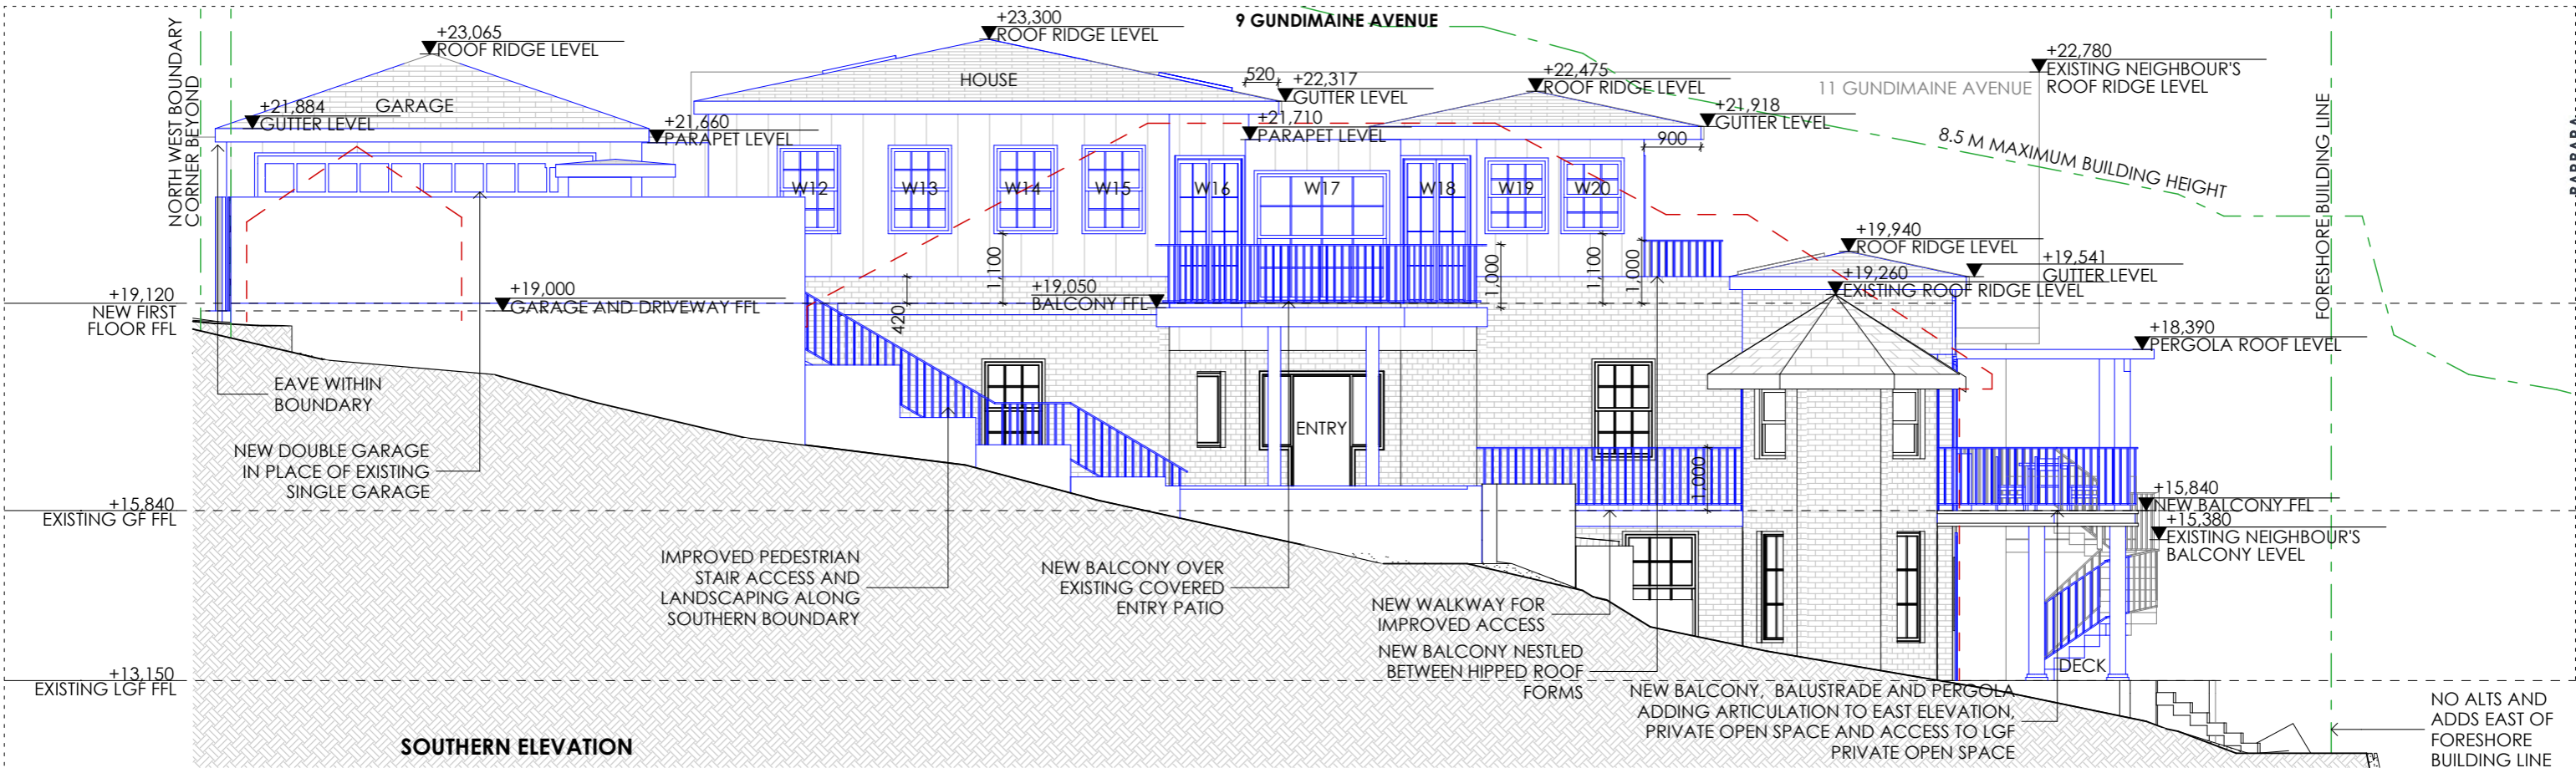 9 GUNDIMAINE AVENUE
NORTH WEST BOUNDARY
CORNER BEYOND
+23,065
ROOF RIDGE LEVEL
GARAGE
+21,884
GUTTER LEVEL
+21,660
PARAPET LEVEL
+23,300
ROOF RIDGE LEVEL
HOUSE
520
+22,317
GUTTER LEVEL
+21,710
PARAPET LEVEL
+22,475
ROOF RIDGE LEVEL
11 GUNDIMAINE AVENUE
+21,918
GUTTER LEVEL
900
+22,780
EXISTING NEIGHBOUR'S
ROOF RIDGE LEVEL
8.5 M MAXIMUM BUILDING HEIGHT
FORESHORE BUILDING LINE
W12
W13
W14
W15
W16
W17
W18
W19
W20
1,100
1,000
1,100
1,000
420
+19,940
ROOF RIDGE LEVEL
+19,541
GUTTER LEVEL
+19,260
EXISTING ROOF RIDGE LEVEL
+19,120
NEW FIRST
FLOOR FFL
+19,000
GARAGE AND DRIVEWAY FFL
+19,050
BALCONY FFL
+18,390
PERGOLA ROOF LEVEL
EAVE WITHIN
BOUNDARY
NEW DOUBLE GARAGE
IN PLACE OF EXISTING
SINGLE GARAGE
ENTRY
1,000
+15,840
EXISTING GF FFL
+15,840
NEW BALCONY FFL
+15,380
EXISTING NEIGHBOUR'S
BALCONY LEVEL
IMPROVED PEDESTRIAN
STAIR ACCESS AND
LANDSCAPING ALONG
SOUTHERN BOUNDARY
NEW BALCONY OVER
EXISTING COVERED
ENTRY PATIO
NEW WALKWAY FOR
IMPROVED ACCESS
NEW BALCONY NESTLED
BETWEEN HIPPED ROOF
FORMS
DECK
+13,150
EXISTING LGF FFL
NEW BALCONY, BALUSTRADE AND PERGOLA
ADDING ARTICULATION TO EAST ELEVATION,
PRIVATE OPEN SPACE AND ACCESS TO LGF
PRIVATE OPEN SPACE
NO ALTS AND
ADDS EAST OF
FORESHORE
BUILDING LINE
SOUTHERN ELEVATION